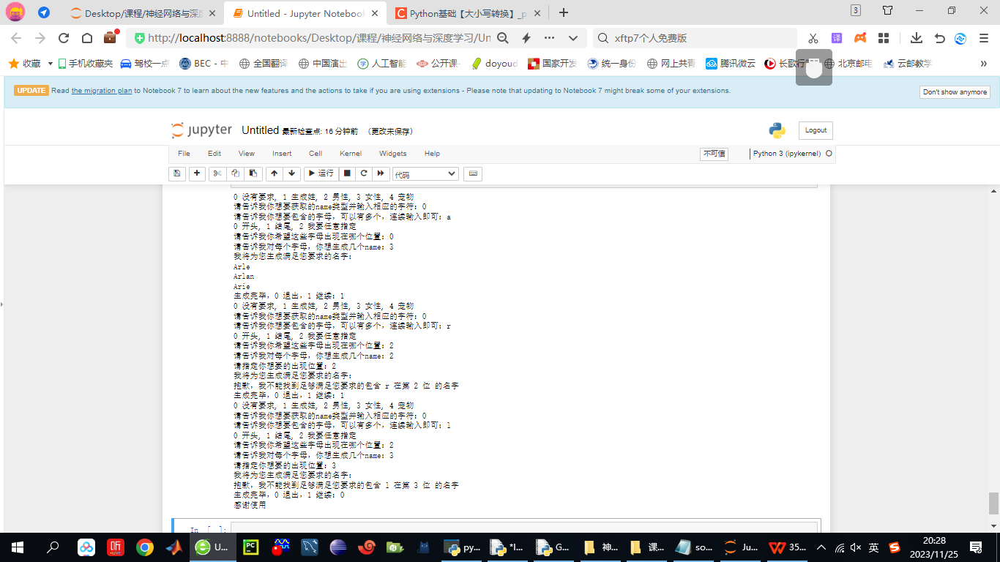 Desktop/课程/神经网络与深度
Untitled - Jupyter Notebook
Python基础【大小写转换】_p
3
http://localhost:8888/notebooks/Desktop/课程/神经网络与深度学习/Un
xftp7个人免费版
译
收藏 手机收藏夹 驾校一点 BEC - 中 全国翻译 中国演出 人工智能 公开课 doyoud 国家开发 统一身份 网上共青 腾讯微云 长歌行 北京邮电 云邮教学 »
UPDATE Read the migration plan to Notebook 7 to learn about the new features and the actions to take if you are using extensions - Please note that updating to Notebook 7 might break some of your extensions.
Don't show anymore
jupyter Untitled 最新检查点: 16 分钟前 （更改未保存）
Logout
File Edit View Insert Cell Kernel Widgets Help
不可信 Python 3 (ipykernel)
运行 代码
0 没有要求, 1 生成姓, 2 男性, 3 女性, 4 宠物
请告诉我你想要获取的name类型并输入相应的字符：0
请告诉我你想要包含的字母，可以有多个，连续输入即可：a
0 开头, 1 结尾, 2 我要任意指定
请告诉我你希望这些字母出现在哪个位置：0
请告诉我对每个字母，你想生成几个name：3
我将为您生成满足您要求的名字：
Arle
Arlan
Arie
生成完毕，0 退出，1 继续：1
0 没有要求, 1 生成姓, 2 男性, 3 女性, 4 宠物
请告诉我你想要获取的name类型并输入相应的字符：0
请告诉我你想要包含的字母，可以有多个，连续输入即可：r
0 开头, 1 结尾, 2 我要任意指定
请告诉我你希望这些字母出现在哪个位置：2
请告诉我对每个字母，你想生成几个name：2
请指定你想要的出现位置：2
我将为您生成满足您要求的名字：
抱歉，我不能找到足够满足您要求的包含 r 在第 2 位 的名字
生成完毕，0 退出，1 继续：1
0 没有要求, 1 生成姓, 2 男性, 3 女性, 4 宠物
请告诉我你想要获取的name类型并输入相应的字符：0
请告诉我你想要包含的字母，可以有多个，连续输入即可：l
0 开头, 1 结尾, 2 我要任意指定
请告诉我你希望这些字母出现在哪个位置：2
请告诉我对每个字母，你想生成几个name：3
请指定你想要的出现位置：3
我将为您生成满足您要求的名字：
抱歉，我不能找到足够满足您要求的包含 l 在第 3 位 的名字
生成完毕，0 退出，1 继续：0
感谢使用
In [ ]:
U... py... *I... G... 神... 课... so... Ju... 35... 英
20:28
2023/11/25